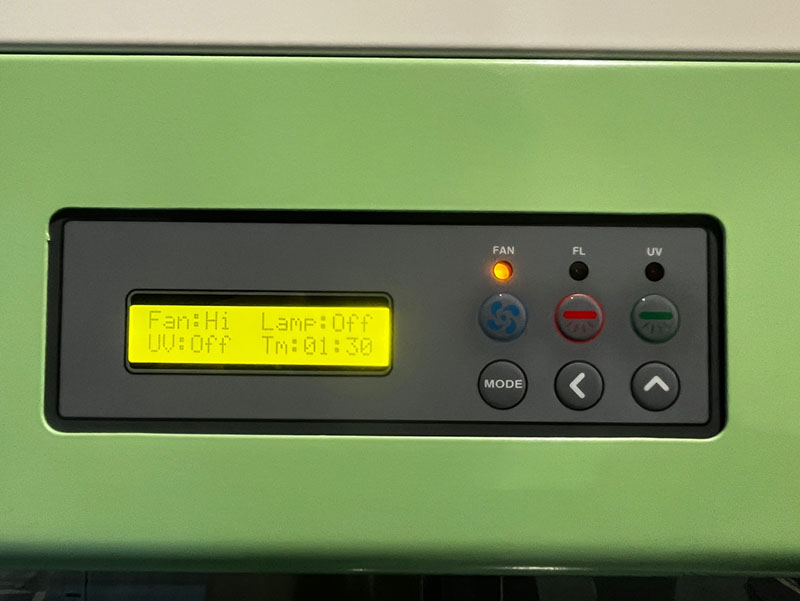 FAN FL UV
Fan:Hi Lamp:Off
UV:Off Tm:01:30
MODE